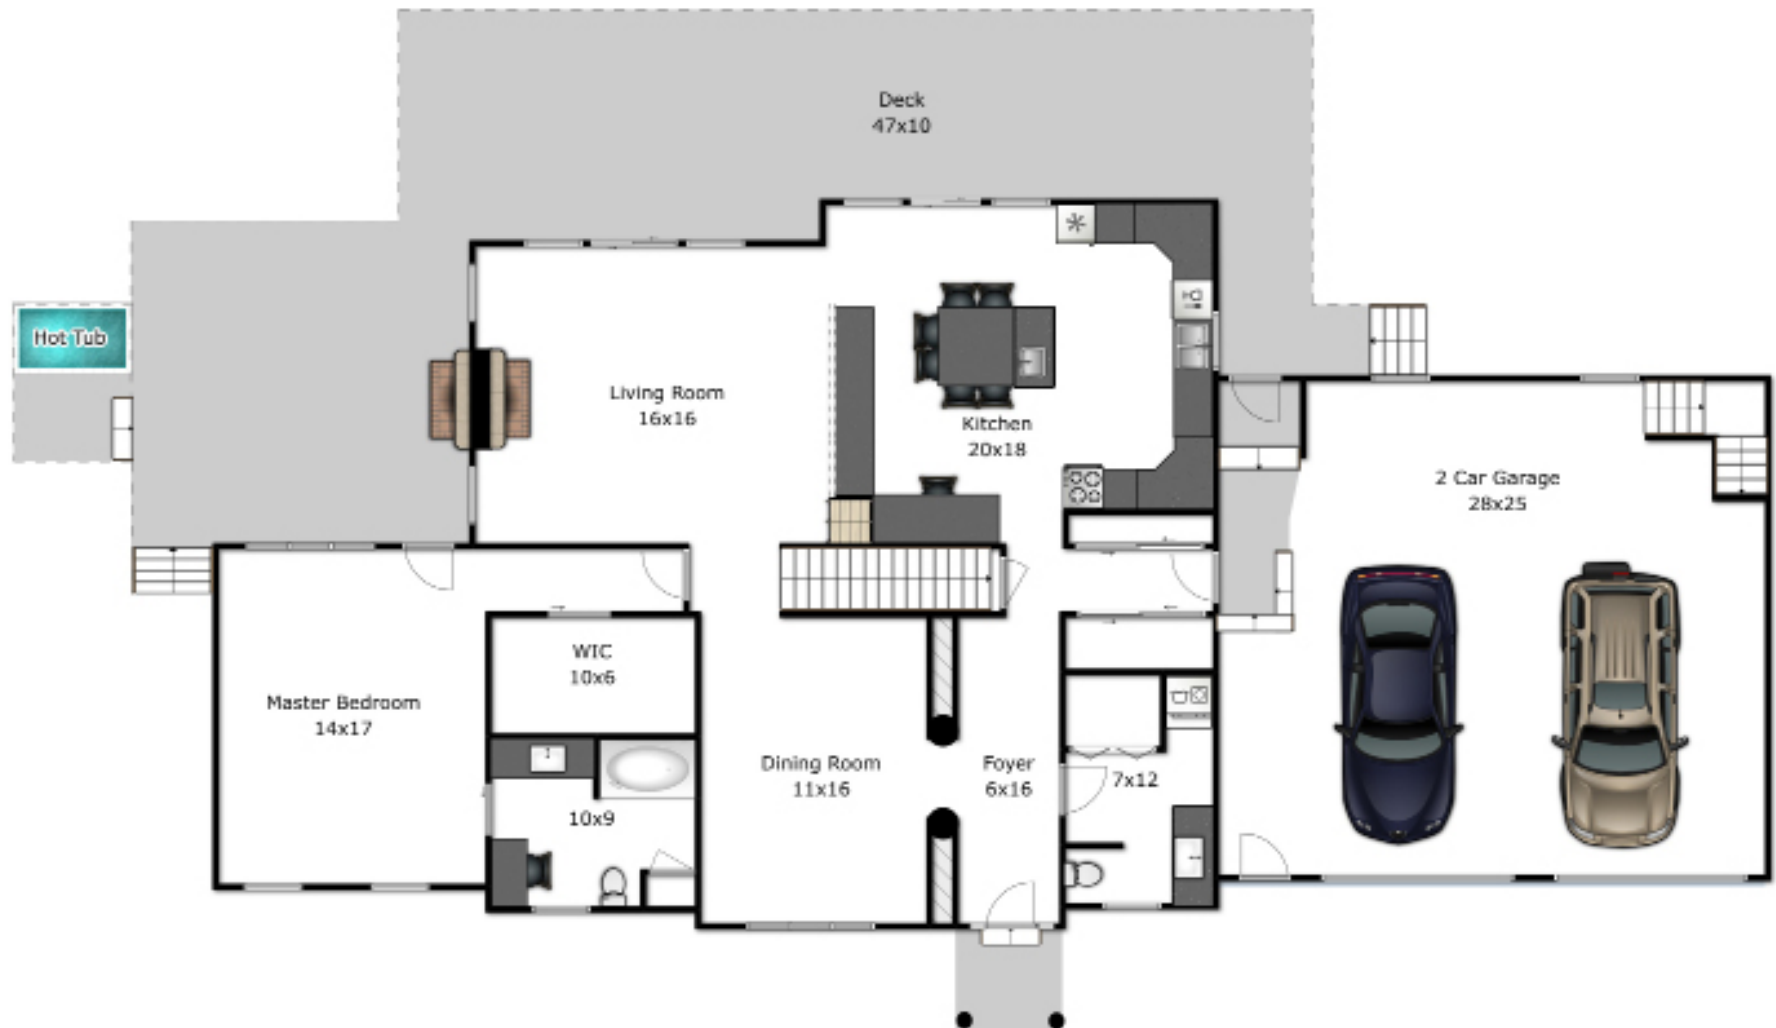 Deck
47x10
Hot Tub
Living Room
16x16
Kitchen
20x18
2 Car Garage
28x25
WIC
10x6
Master Bedroom
14x17
Dining Room
11x16
Foyer
6x16
7x12
10x9